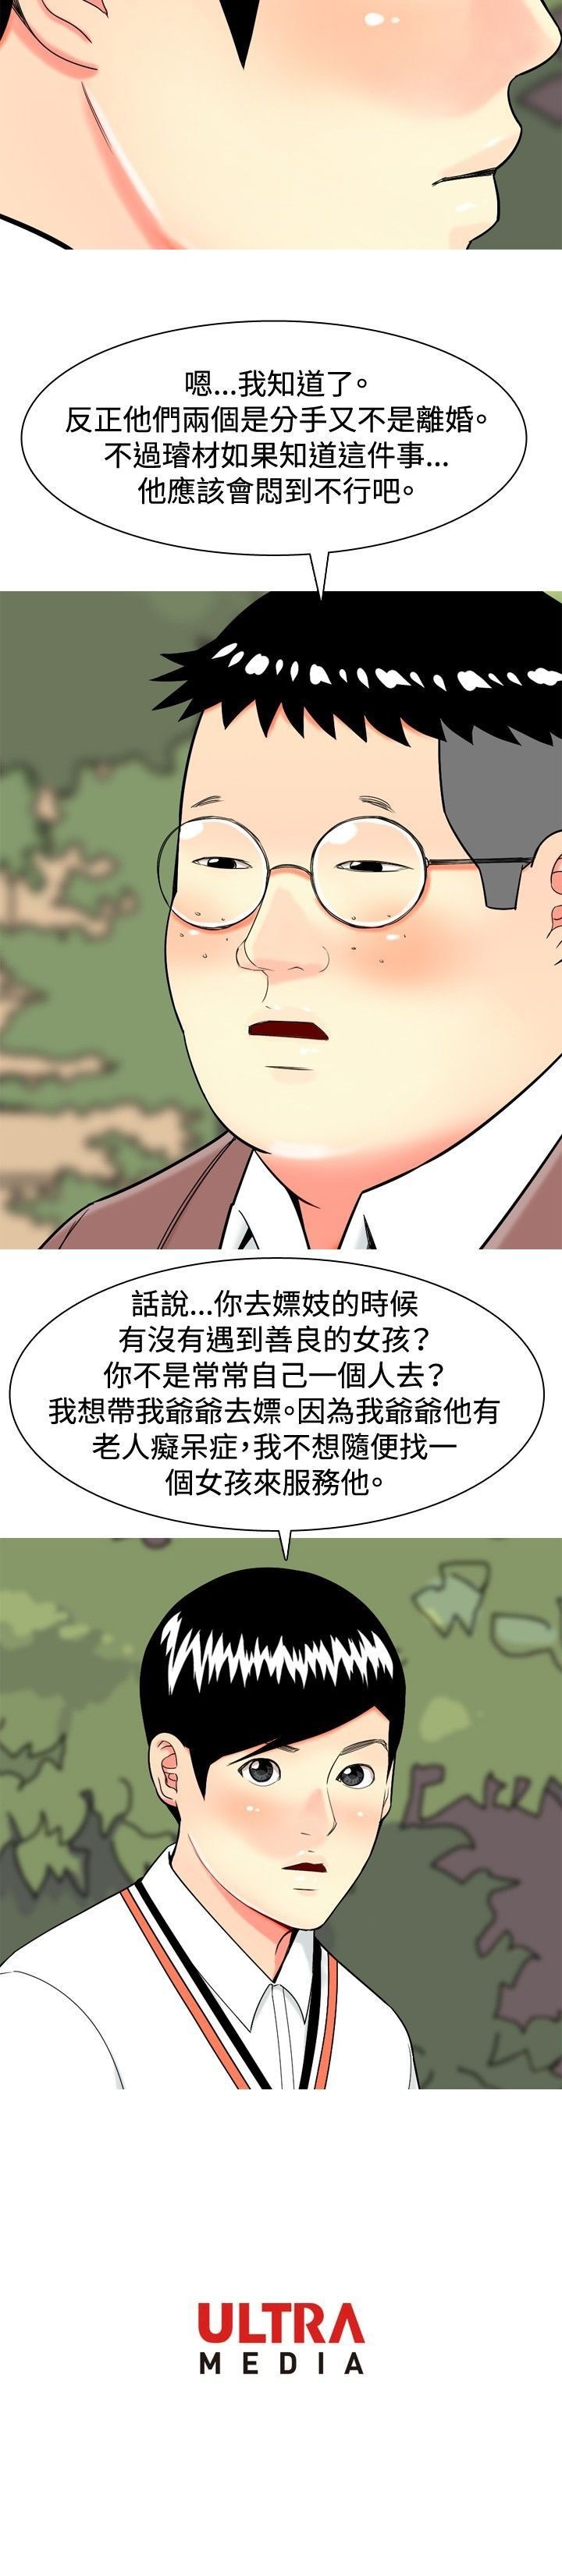 嗯...我知道了。
反正他們兩個是分手又不是離婚。
不過璿材如果知道這件事...
他應該會悶到不行吧。
話說...你去嫖妓的時候
有沒有遇到善良的女孩？
你不是常常自己一個人去？
我想帶我爺爺去嫖。因為我爺爺他有
老人癡呆症，我不想隨便找一
個女孩來服務他。
ULTRA
MEDIA